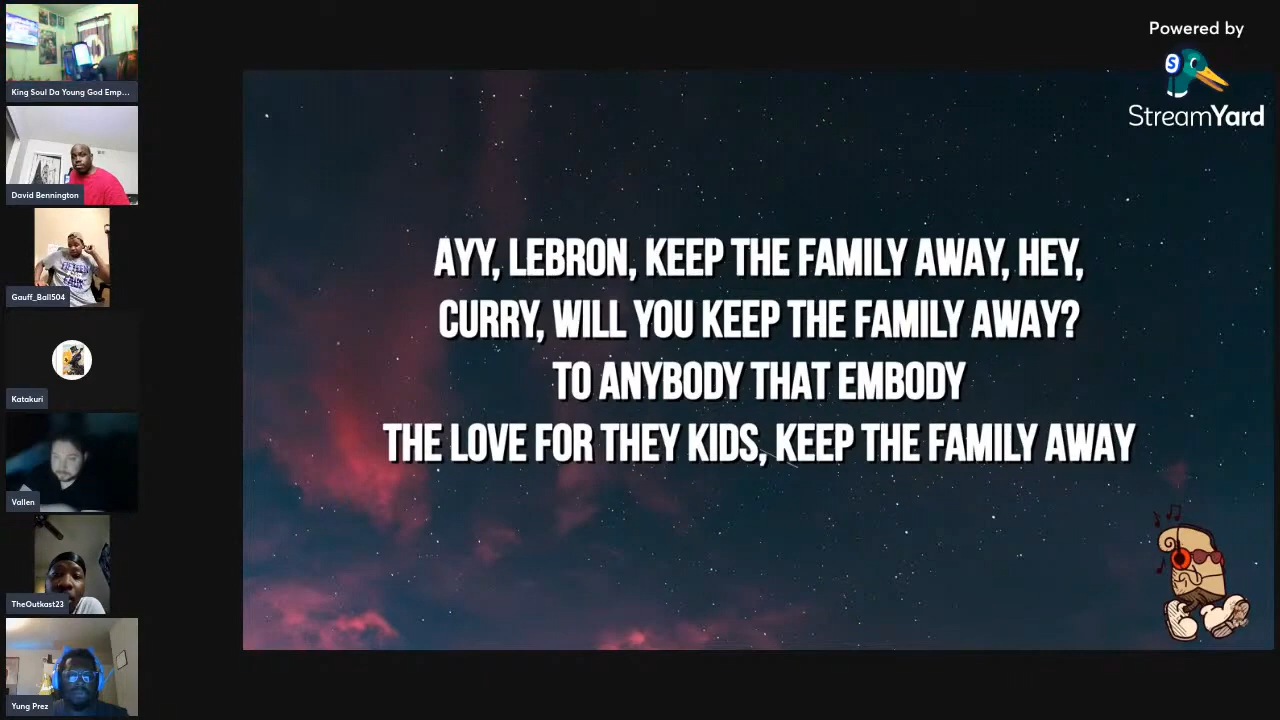 King Soul Da Young God Emp...
David Bennington
Gauff_Ball504
Katakuri
Vallen
TheOutkast23
Yung Prez
AYY, LEBRON, KEEP THE FAMILY AWAY, HEY,
CURRY, WILL YOU KEEP THE FAMILY AWAY?
TO ANYBODY THAT EMBODY
THE LOVE FOR THEY KIDS, KEEP THE FAMILY AWAY
Powered by
S
StreamYard